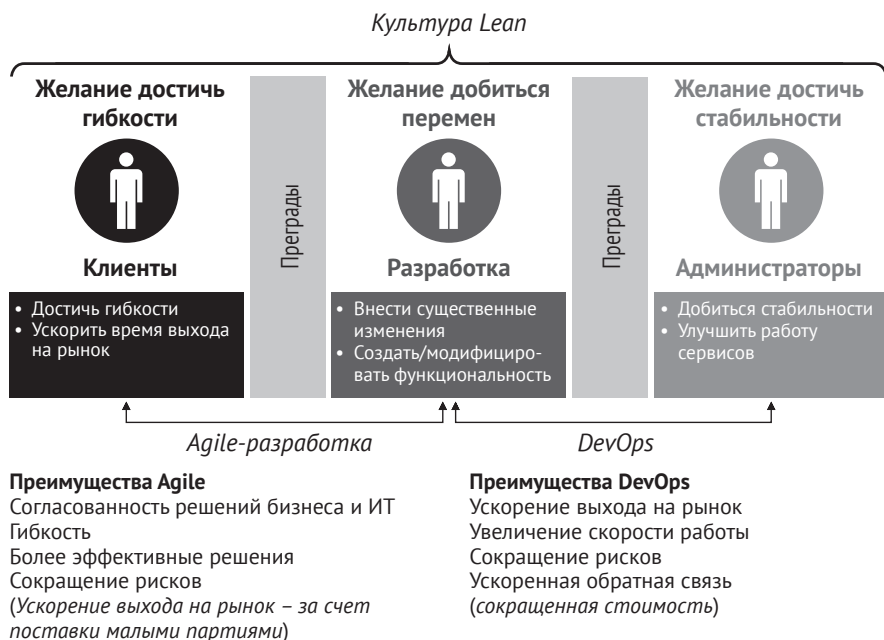 Культура Lean
Желание достичь
гибкости
Клиенты
• Достичь гибкости
• Ускорить время выхода
на рынок
Преграды
Желание добиться
перемен
Разработка
• Внести существенные
изменения
• Создать/модифициро-
вать функциональность
Преграды
Желание достичь
стабильности
Администраторы
• Добиться стабильности
• Улучшить работу
сервисов
Agile-разработка
DevOps
Преимущества Agile
Согласованность решений бизнеса и ИТ
Гибкость
Более эффективные решения
Сокращение рисков
(Ускорение выхода на рынок – за счет
поставки малыми партиями)
Преимущества DevOps
Ускорение выхода на рынок
Увеличение скорости работы
Сокращение рисков
Ускоренная обратная связь
(сокращенная стоимость)